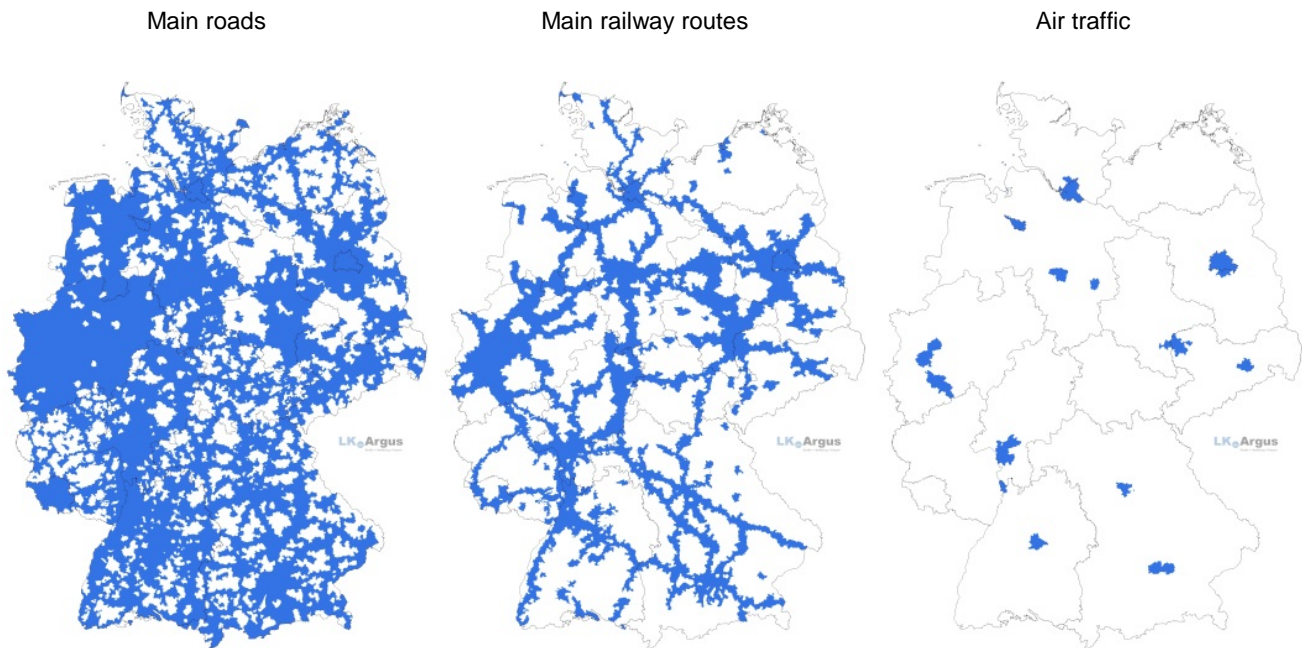 Main roads
Main railway routes
Air traffic
LK Argus
LK Argus
LK Argus